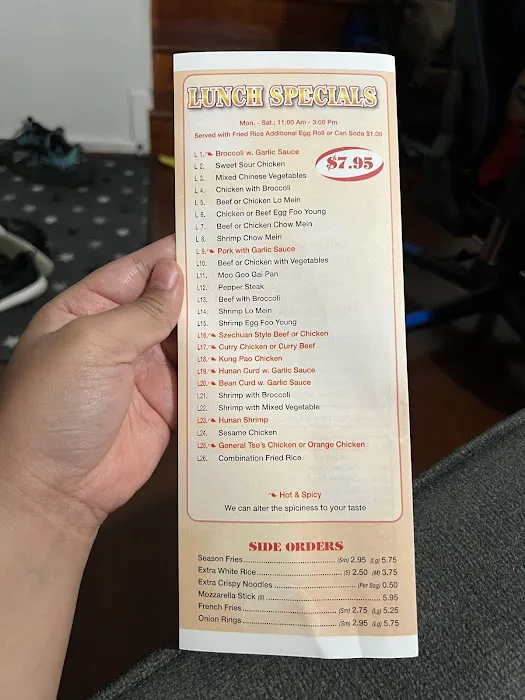 LUNCH SPECIALS
Mon. - Sat.: 11:00 Am - 3:00 Pm
Served with Fried Rice Additional Egg Roll or Can Soda $1.00
$7.95
L 1. Broccoli w. Garlic Sauce
L 2. Sweet Sour Chicken
L 3. Mixed Chinese Vegetables
L 4. Chicken with Broccoli
L 5. Beef or Chicken Lo Mein
L 6. Chicken or Beef Egg Foo Young
L 7. Beef or Chicken Chow Mein
L 8. Shrimp Chow Mein
L 9. Pork with Garlic Sauce
L10. Beef or Chicken with Vegetables
L11. Moo Goo Gai Pan
L12. Pepper Steak
L13. Beef with Broccoli
L14. Shrimp Lo Mein
L15. Shrimp Egg Foo Young
L16. Szechuan Style Beef or Chicken
L17. Curry Chicken or Curry Beef
L18. Kung Pao Chicken
L19. Hunan Curd w. Garlic Sauce
L20. Bean Curd w. Garlic Sauce
L21. Shrimp with Broccoli
L22. Shrimp with Mixed Vegetable
L23. Hunan Shrimp
L24. Sesame Chicken
L25. General Tso's Chicken or Orange Chicken
L26. Combination Fried Rice
Hot & Spicy
We can alter the spiciness to your taste
SIDE ORDERS
Season Fries (Sm) 2.95 (Lg) 5.75
Extra White Rice (S) 2.50 (M) 3.75
Extra Crispy Noodles (Per Bag) 0.50
Mozzarella Stick (8) 5.95
French Fries (Sm) 2.75 (Lg) 5.25
Onion Rings (Sm) 2.95 (Lg) 5.75